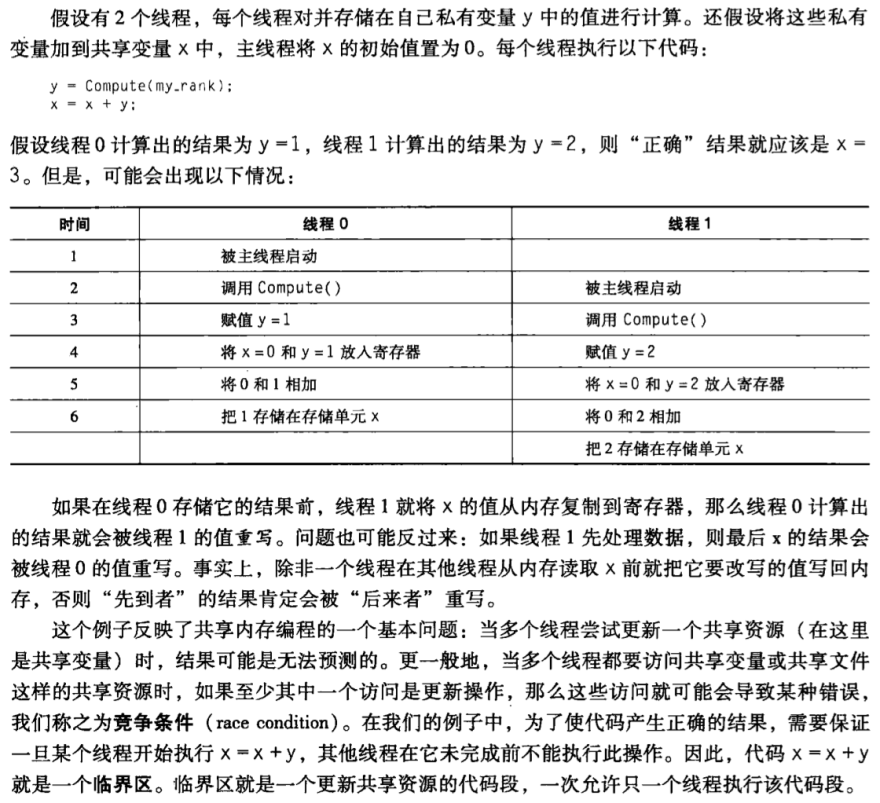 假设有 2 个线程，每个线程对并存储在自己私有变量 y 中的值进行计算。还假设将这些私有
变量加到共享变量 x 中，主线程将 x 的初始值置为 0。每个线程执行以下代码：
y = Compute(my_rank);
x = x + y;
假设线程 0 计算出的结果为 y =1，线程 1 计算出的结果为 y =2，则“正确”结果就应该是 x =
3。但是，可能会出现以下情况：
时间 线程 0 线程 1
1 被主线程启动
2 调用 Compute() 被主线程启动
3 赋值 y =1 调用 Compute()
4 将 x =0 和 y =1 放入寄存器 赋值 y =2
5 将 0 和 1 相加 将 x =0 和 y =2 放入寄存器
6 把 1 存储在存储单元 x 将 0 和 2 相加
把 2 存储在存储单元 x
如果在线程 0 存储它的结果前，线程 1 就将 x 的值从内存复制到寄存器，那么线程 0 计算出
的结果就会被线程 1 的值重写。问题也可能反过来：如果线程 1 先处理数据，则最后 x 的结果会
被线程 0 的值重写。事实上，除非一个线程在其他线程从内存读取 x 前就把它要改写的值写回内
存，否则“先到者”的结果肯定会被“后来者”重写。
这个例子反映了共享内存编程的一个基本问题：当多个线程尝试更新一个共享资源（在这里
是共享变量）时，结果可能是无法预测的。更一般地，当多个线程都要访问共享变量或共享文件
这样的共享资源时，如果至少其中一个访问是更新操作，那么这些访问就可能会导致某种错误，
我们称之为竞争条件（race condition）。在我们的例子中，为了使代码产生正确的结果，需要保证
一旦某个线程开始执行 x = x + y，其他线程在它未完成前不能执行此操作。因此，代码 x = x + y
就是一个临界区。临界区就是一个更新共享资源的代码段，一次允许只一个线程执行该代码段。